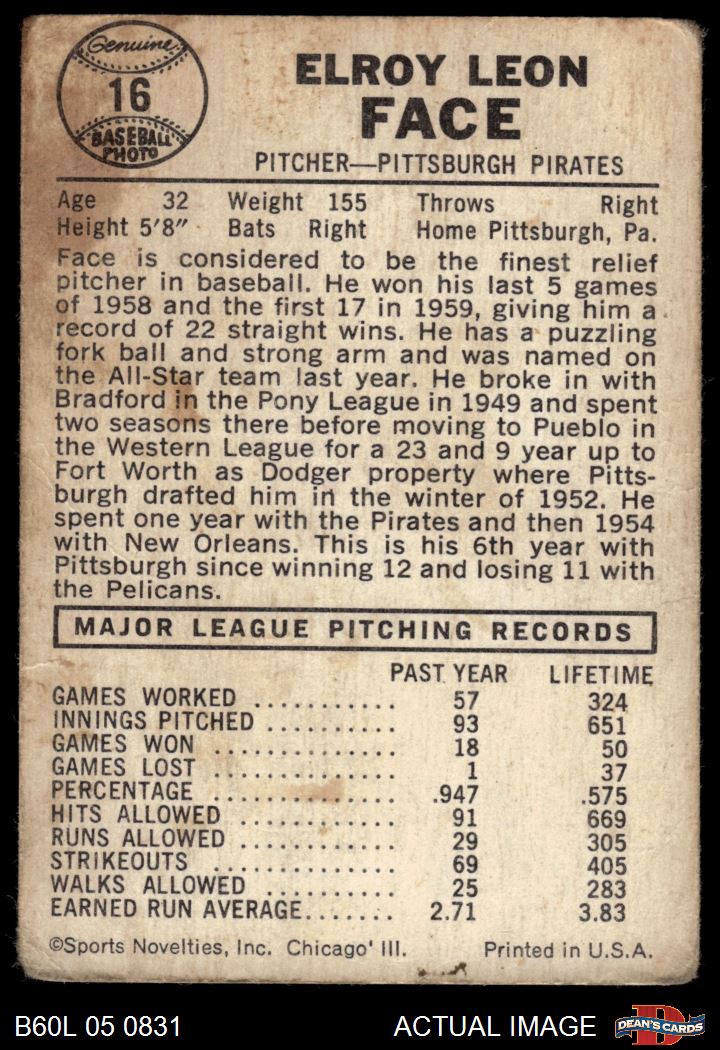 Genuine
16
BASEBALL
PHOTO
ELROY LEON
FACE
PITCHER—PITTSBURGH PIRATES
Age 32 Weight 155 Throws Right
Height 5'8" Bats Right Home Pittsburgh, Pa.
Face is considered to be the finest relief
pitcher in baseball. He won his last 5 games
of 1958 and the first 17 in 1959, giving him a
record of 22 straight wins. He has a puzzling
fork ball and strong arm and was named on
the All-Star team last year. He broke in with
Bradford in the Pony League in 1949 and spent
two seasons there before moving to Pueblo in
the Western League for a 23 and 9 year up to
Fort Worth as Dodger property where Pitts-
burgh drafted him in the winter of 1952. He
spent one year with the Pirates and then 1954
with New Orleans. This is his 6th year with
Pittsburgh since winning 12 and losing 11 with
the Pelicans.
MAJOR LEAGUE PITCHING RECORDS
PAST YEAR LIFETIME
GAMES WORKED ........... 57 324
INNINGS PITCHED .......... 93 651
GAMES WON .............. 18 50
GAMES LOST .............. 1 37
PERCENTAGE .............. .947 .575
HITS ALLOWED ............ 91 669
RUNS ALLOWED ........... 29 305
STRIKEOUTS .............. 69 405
WALKS ALLOWED .......... 25 283
EARNED RUN AVERAGE....... 2.71 3.83
©Sports Novelties, Inc. Chicago' Ill. Printed in U.S.A.
B60L 05 0831 ACTUAL IMAGE DEAN'S CARDS